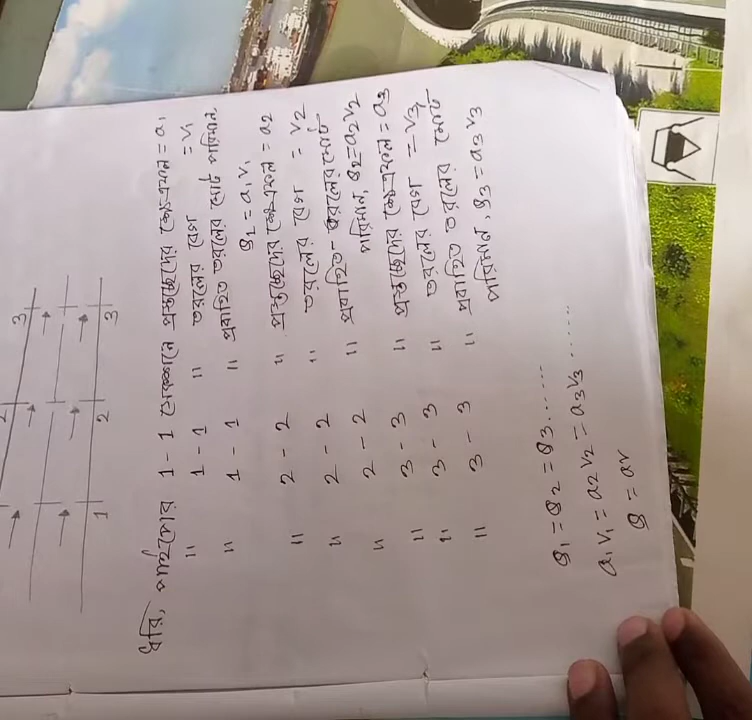 2 3
1 2 3
ধরি, পাইপের 1 - 1 সেকশনে প্রস্থচ্ছেদের ক্ষেত্রফল = a₁
" 1 - 1 " তরলের বেগ = v₁
" 1 - 1 " প্রবাহিত তরলের মোট পরিমান,
Q₁ = a₁v₁
" 2 - 2 " প্রস্থচ্ছেদের ক্ষেত্রফল = a2
" 2 - 2 " তরলের বেগ = v2
" 2 - 2 " প্রবাহিত তরলের মোট
পরিমান, Q2 = a2v2
" 3 - 3 " প্রস্থচ্ছেদের ক্ষেত্রফল = a3
" 3 - 3 " তরলের বেগ = v3
" 3 - 3 " প্রবাহিত তরলের মোট
পরিমান, Q3 = a3v3
Q₁ = Q2 = Q3......
a₁v₁ = a2v2 = a3v3......
Q = av